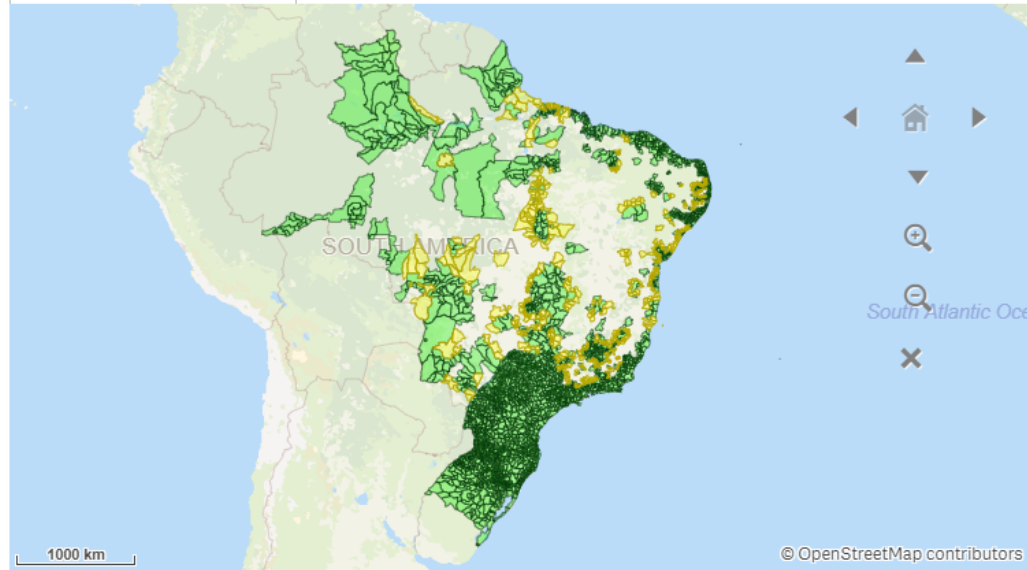 SOUTH AMERICA
South Atlantic Oce
1000 km
© OpenStreetMap contributors